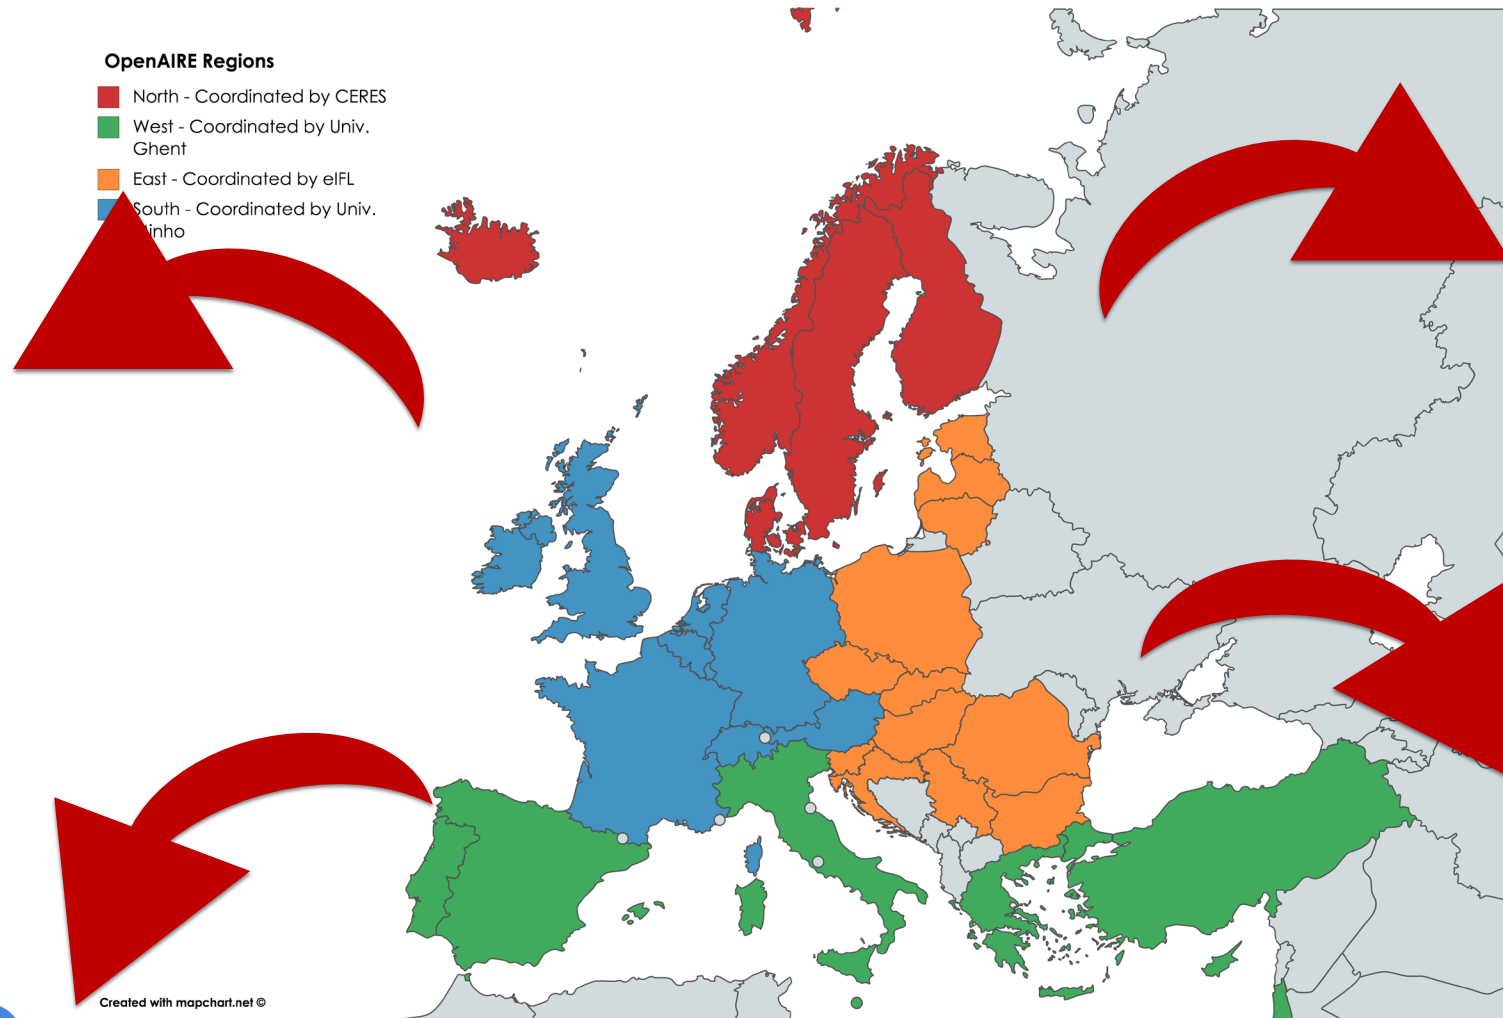 OpenAIRE Regions
North - Coordinated by CERES
West - Coordinated by Univ.
Ghent
East - Coordinated by eIFL
South - Coordinated by Univ.
inho
Created with mapchart.net ©